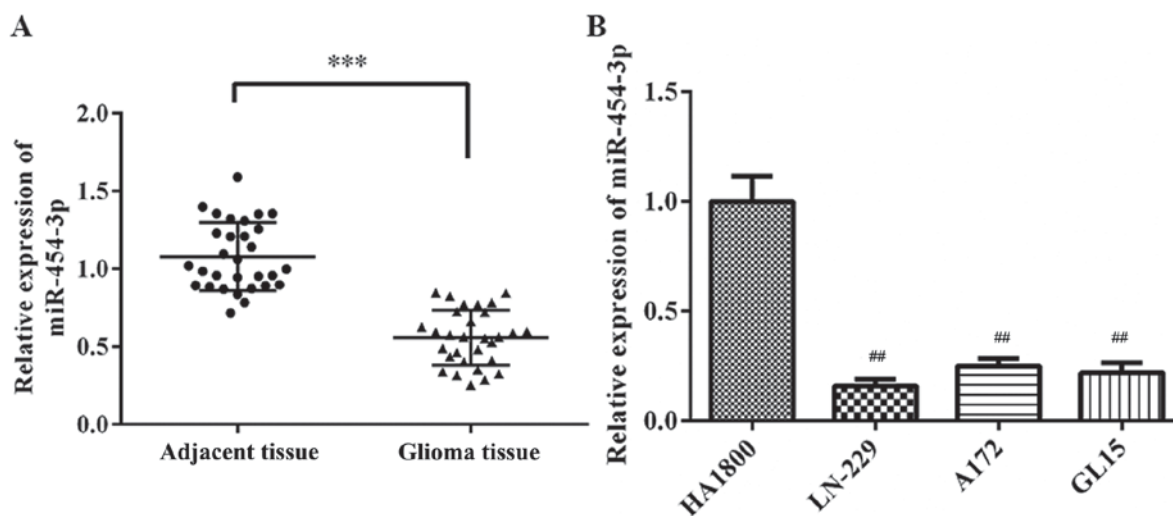 A
***
Relative expression of
miR-454-3p
2.0
1.5
1.0
0.5
0.0
Adjacent tissue
Glioma tissue
B
Relative expression of miR-454-3p
1.5
1.0
0.5
0.0
##
##
##
HA1800
LN-229
A172
GL15